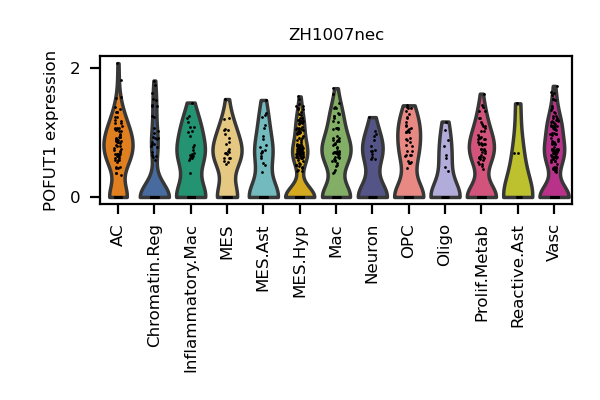 ZH1007nec
POFUT1 expression
2
0
AC
Chromatin.Reg
Inflammatory.Mac
MES
MES.Ast
MES.Hyp
Mac
Neuron
OPC
Oligo
Prolif.Metab
Reactive.Ast
Vasc